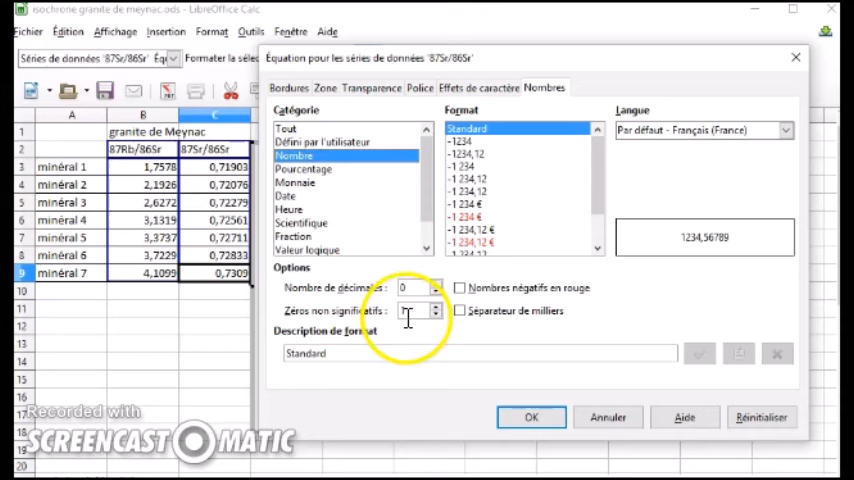 isochrone granite de meynac.ods - LibreOffice Calc
Fichier Édition Affichage Insertion Format Outils Fenêtre Aide
Séries de données '87Sr/86Sr' Éq Formater la sélec
Équation pour les séries de données '87Sr/86Sr'
Bordures Zone Transparence Police Effets de caractère Nombres
Catégorie Format Langue
Tout
Défini par l'utilisateur
Nombre
Pourcentage
Monnaie
Date
Heure
Scientifique
Fraction
Valeur logique
Standard
-1234
-1234,12
-1 234
-1 234,12
-1 234,12
-1 234 €
-1 234 €
-1 234,12 €
-1 234,12 €
Par défaut - Français (France)
1234,56789
Options
Nombre de décimales : 0 Nombres négatifs en rouge
Zéros non significatifs : 1 Séparateur de milliers
Description de format
Standard
OK Annuler Aide Réinitialiser
A B C
1 granite de Meynac
2 87Rb/86Sr 87Sr/86Sr
3 minéral 1 1,7578 0,71903
4 minéral 2 2,1926 0,72076
5 minéral 3 2,6272 0,72279
6 minéral 4 3,1319 0,72561
7 minéral 5 3,3737 0,72711
8 minéral 6 3,7229 0,72833
9 minéral 7 4,1099 0,7309
10
11
12
13
14
15
16
17
18
19
20
Recorded with
SCREENCAST MATIC